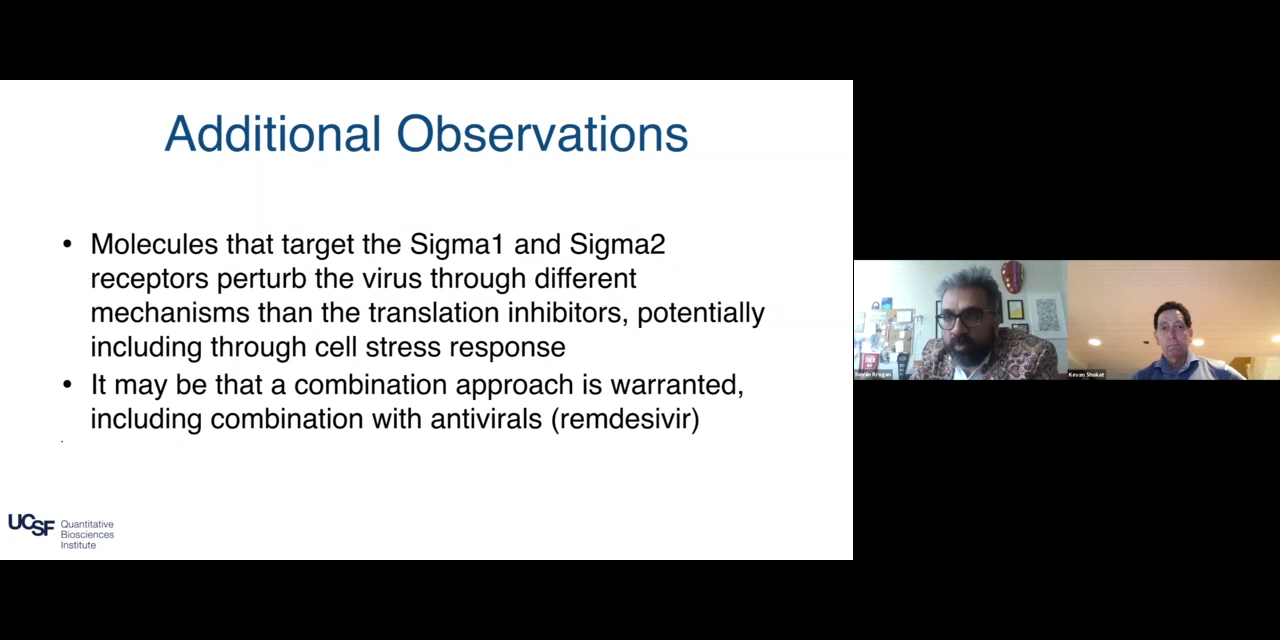 Additional Observations
• Molecules that target the Sigma1 and Sigma2
receptors perturb the virus through different
mechanisms than the translation inhibitors, potentially
including through cell stress response
• It may be that a combination approach is warranted,
including combination with antivirals (remdesivir)
UCSF
Quantitative
Biosciences
Institute
Nevan Krogan
Kevan Shokat